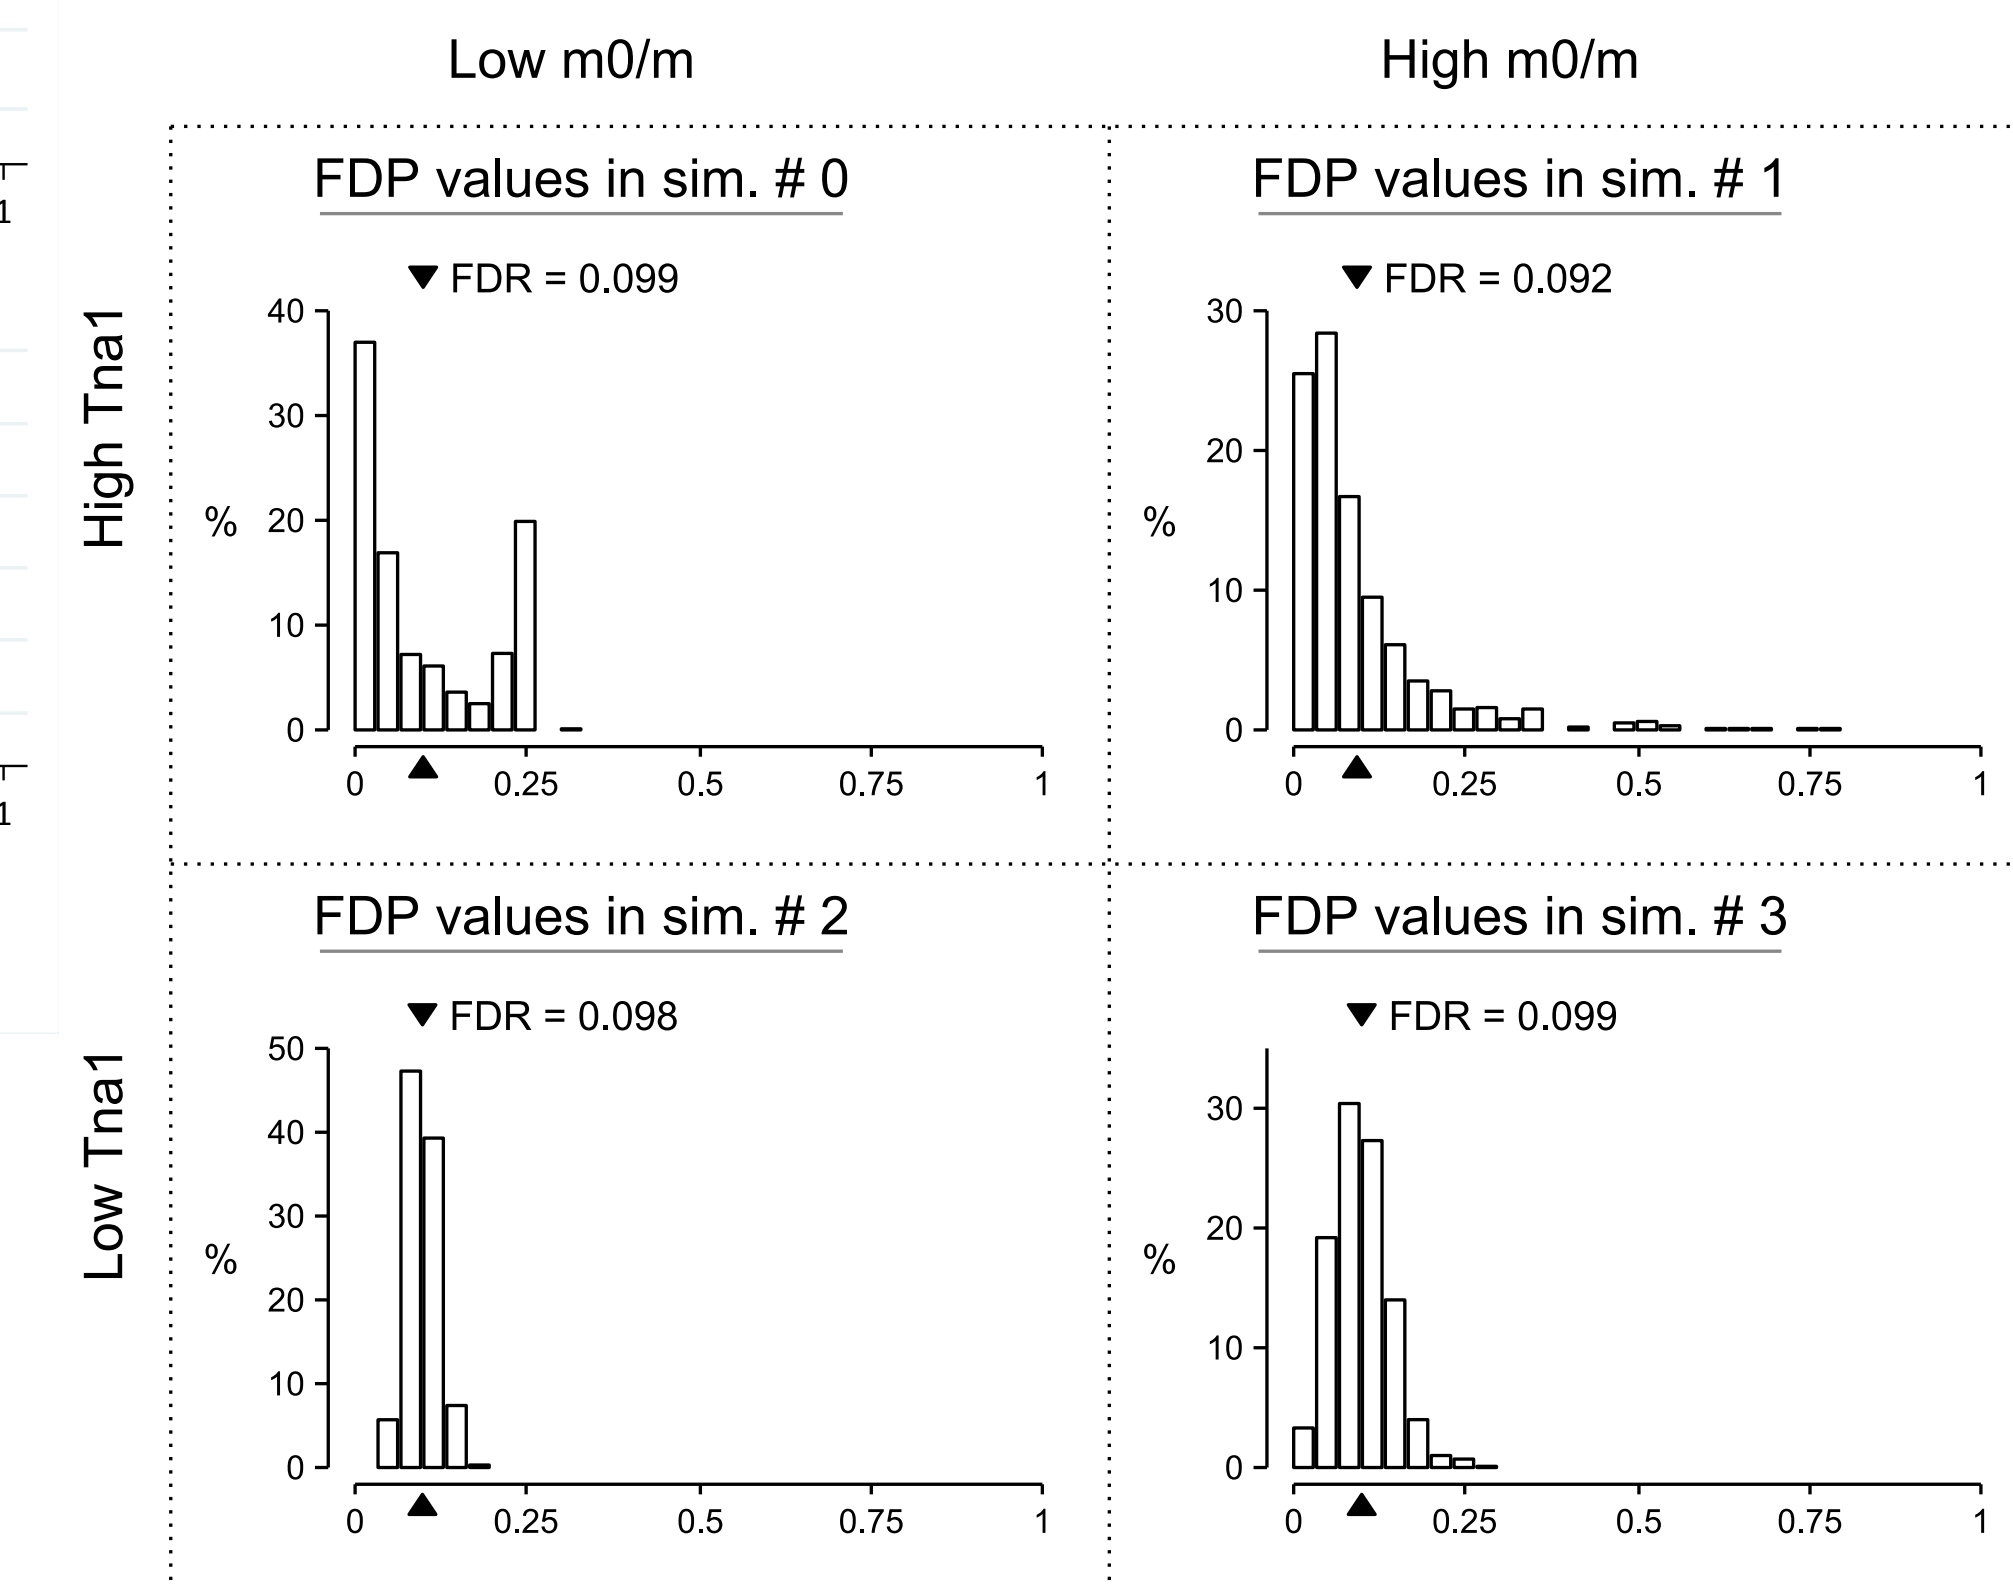 Low m0/m
High m0/m
High Tna1
Low Tna1
1
1
FDP values in sim. # 0
FDR = 0.099
40
30
20
10
0
%
0 0.25 0.5 0.75 1
FDP values in sim. # 1
FDR = 0.092
30
20
10
0
%
0 0.25 0.5 0.75 1
FDP values in sim. # 2
FDR = 0.098
50
40
30
20
10
0
%
0 0.25 0.5 0.75 1
FDP values in sim. # 3
FDR = 0.099
30
20
10
0
%
0 0.25 0.5 0.75 1